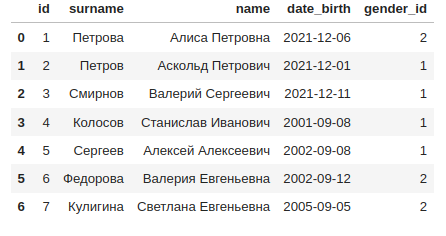 id surname name date_birth gender_id
0 1 Петрова Алиса Петровна 2021-12-06 2
1 2 Петров Аскольд Петрович 2021-12-01 1
2 3 Смирнов Валерий Сергеевич 2021-12-11 1
3 4 Колосов Станислав Иванович 2001-09-08 1
4 5 Сергеев Алексей Алексеевич 2002-09-08 1
5 6 Федорова Валерия Евгеньевна 2002-09-12 2
6 7 Кулигина Светлана Евгеньевна 2005-09-05 2